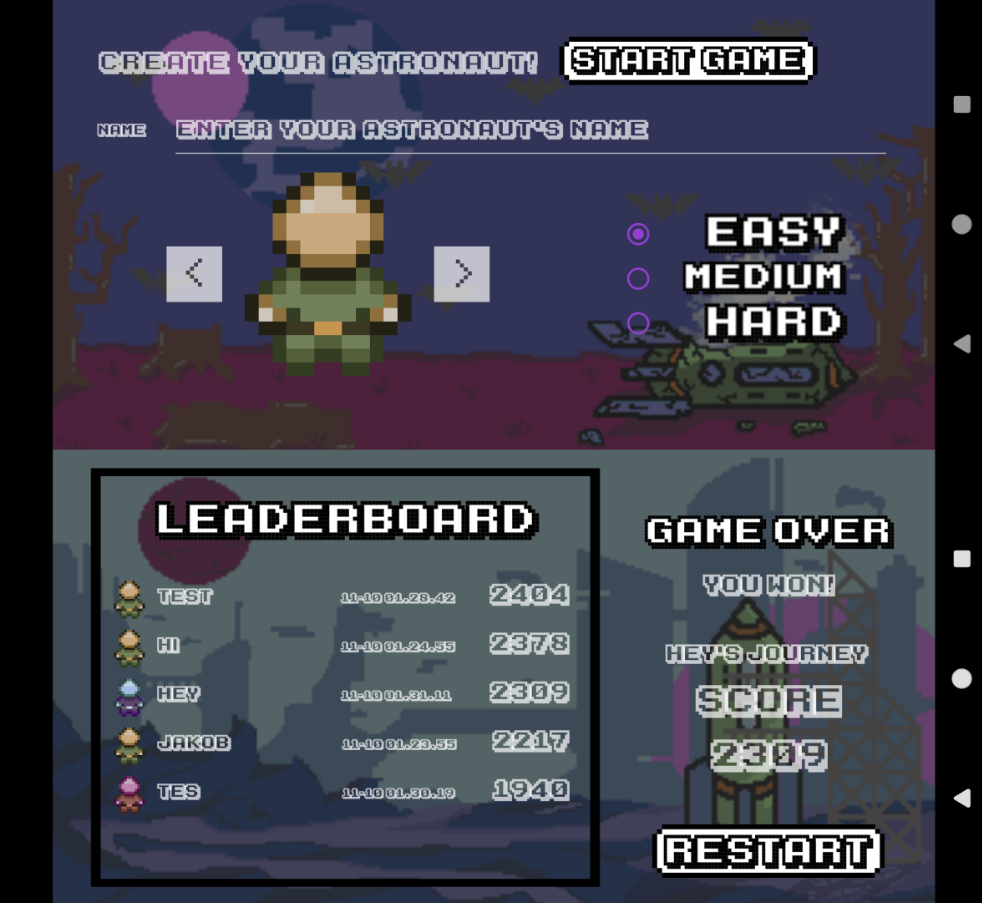 CREATE YOUR ASTRONAUT! START GAME
NAME ENTER YOUR ASTRONAUT'S NAME
< >
EASY
MEDIUM
HARD
LEADERBOARD
TEST 11-10 01.28.42 2404
HI 11-10 01.24.55 2378
HEY 11-10 01.31.11 2309
JAKOB 11-10 01.23.55 2217
TES 11-10 01.30.19 1940
GAME OVER
YOU WON!
HEY'S JOURNEY
SCORE
2309
RESTART